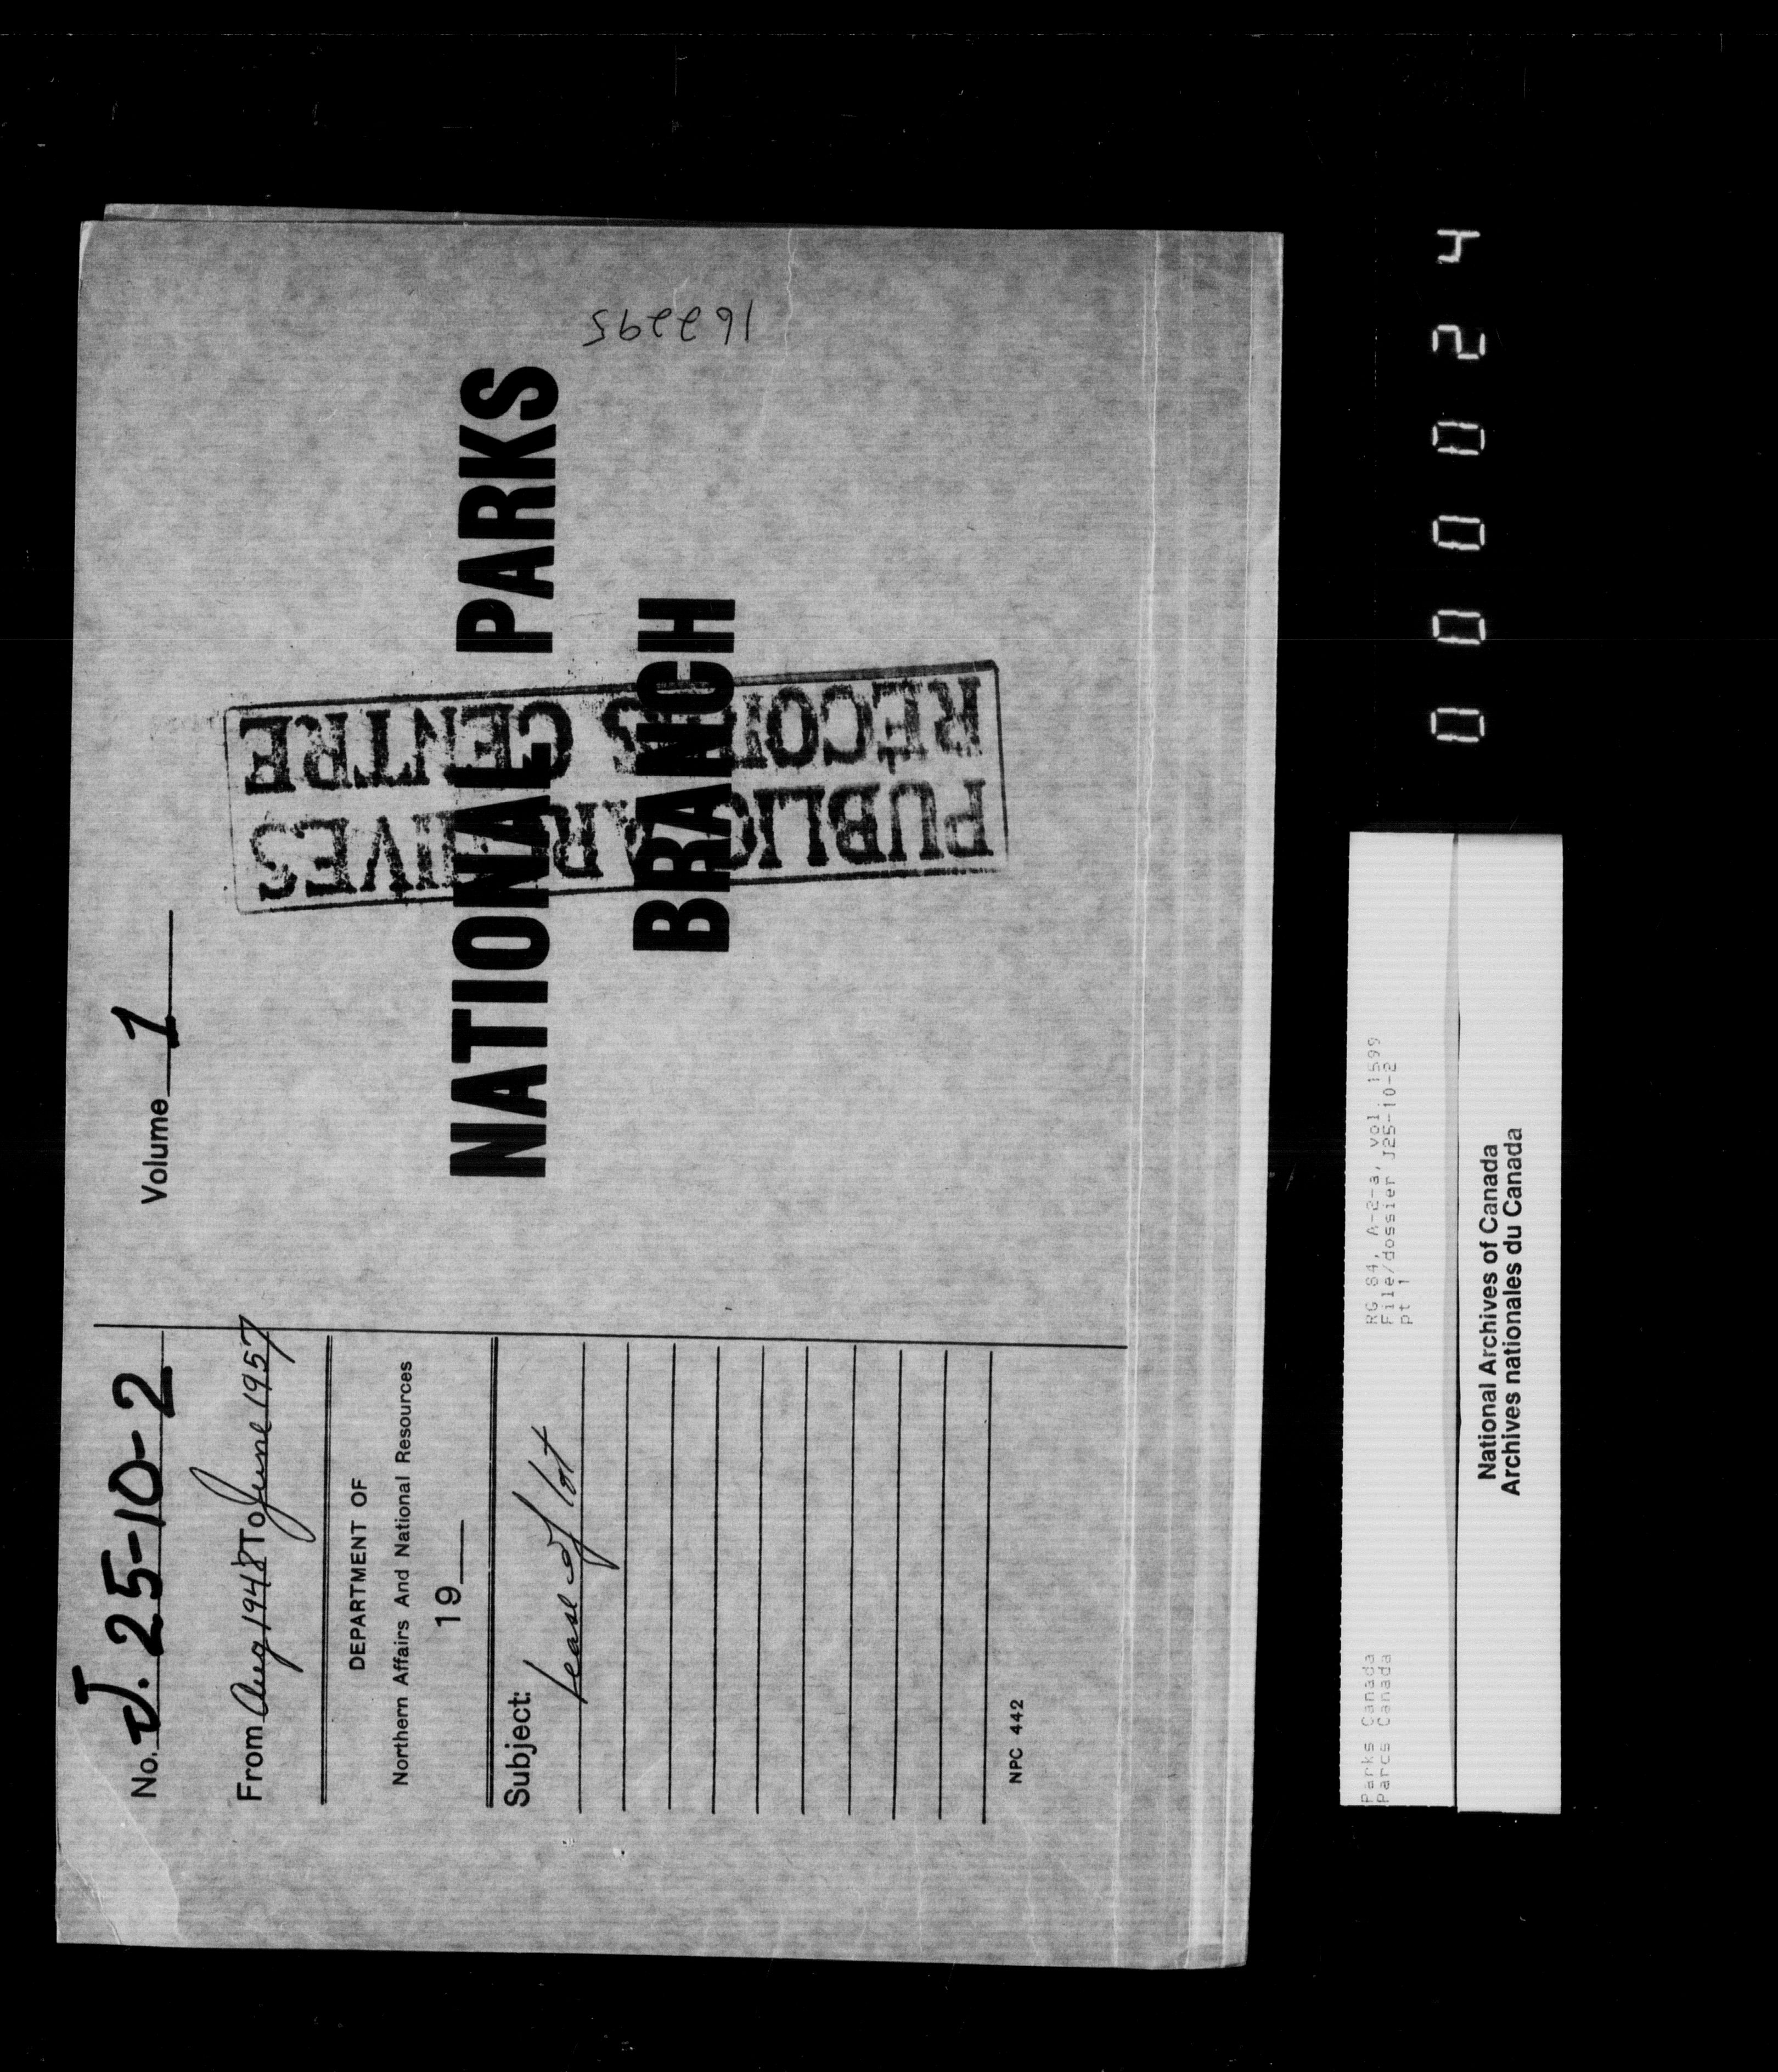 No. J. 25-10-2
Volume 1
From Aug 1948 To June 1957
DEPARTMENT OF
Northern Affairs And National Resources
19
Subject:
Lease of lot
NPC 442
NATIONAL PARKS
BRANCH
PUBLIC ARCHIVES
RECORDS CENTRE
162295
Parks Canada
Parcs Canada
RG 84, A-2-a, vol. 1599
File/dossier J25-10-2
pt 1
National Archives of Canada
Archives nationales du Canada
000024